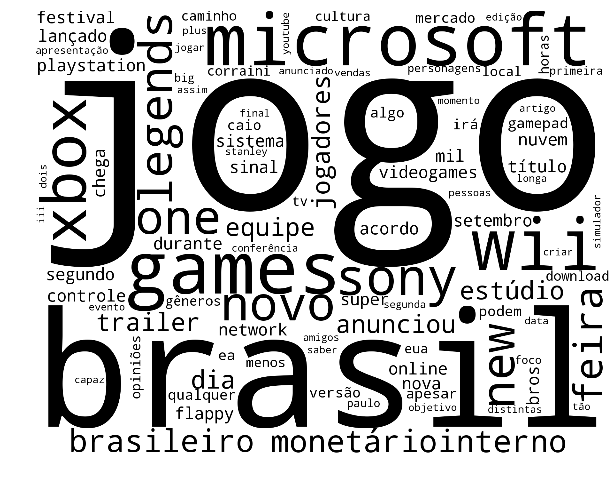 festival
caminho
cultura
mercado
edição
lançado
plus
microsoft
youtube
horas
apresentação
jogar
playstation
legends
big
corraini
anunciado
vendas
personagens
local
primeira
assim
jogo
xbox
chega
dois
iii
final
caio
sistema
stanley
sinal
jogadores
algo
momento
artigo
irá
gamepad
nuvem
mil
videogames
título
longa
pessoas
tv
one
equipe
acordo
setembro
wii
simulador
durante
conferência
criar
segundo
games
sony
download
controle
evento
gêneros
novo
super
segunda
estúdio
trailer
network
anunciou
podem
data
feira
brasil
opiniões
ea
menos
amigos
saber
eua
new
foco
bros
capaz
dia
qualquer
flappy
versão
paulo
online
nova
apesar
objetivo
distintas
tão
brasileiro
monetário
interno